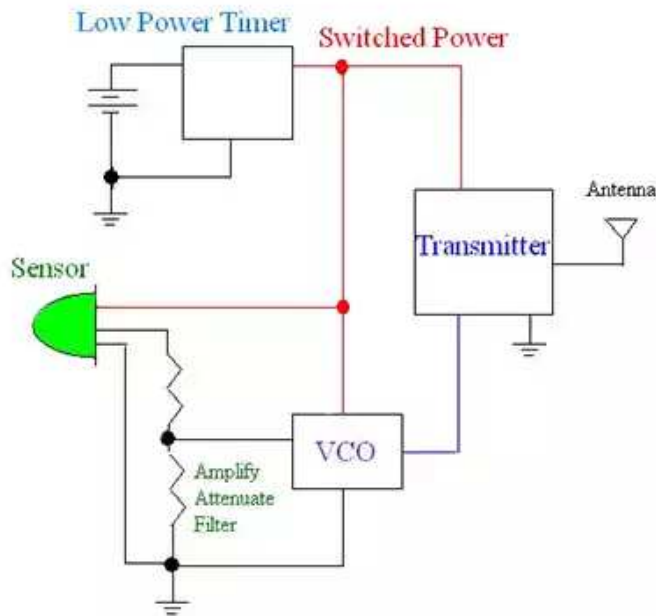 Low Power Timer
Switched Power
Antenna
Transmitter
Sensor
VCO
Amplify
Attenuate
Filter